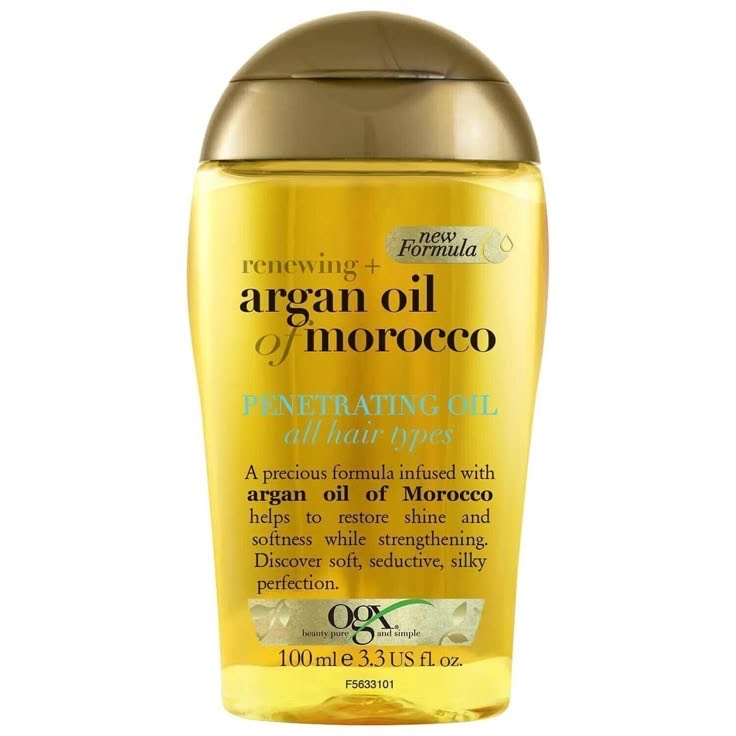 new
Formula
renewing +
argan oil
of morocco
PENETRATING OIL
all hair types
A precious formula infused with
argan oil of Morocco
helps to restore shine and
softness while strengthening.
Discover soft, seductive, silky
perfection.
ogx®
beauty pure and simple
100 ml e 3.3 US fl. oz.
F5633101